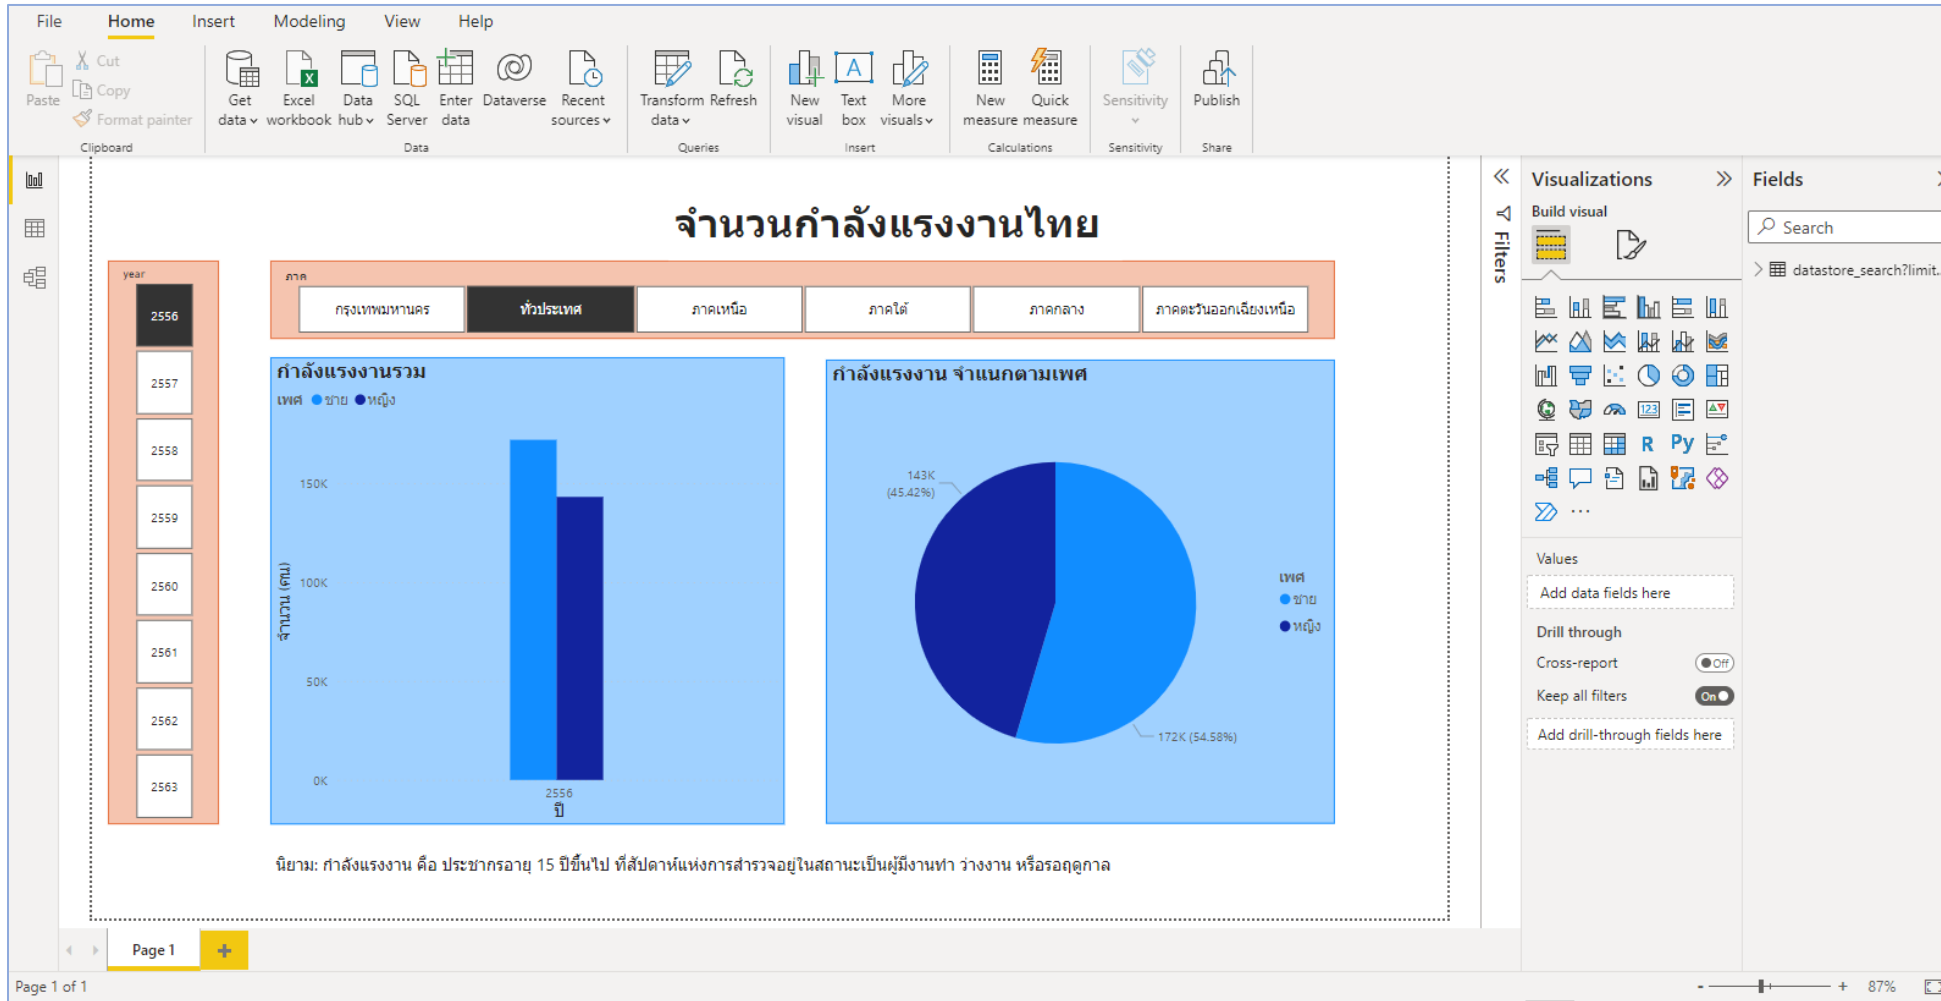 File Home Insert Modeling View Help
Paste
Cut
Copy
Format painter
Clipboard
Get data
Excel workbook
Data hub
SQL Server
Enter data
Dataverse
Recent sources
Data
Transform data
Refresh
Queries
New visual
Text box
More visuals
Insert
New measure
Quick measure
Calculations
Sensitivity
Sensitivity
Publish
Share
จำนวนกำลังแรงงานไทย
year
2556
2557
2558
2559
2560
2561
2562
2563
ภาค
กรุงเทพมหานคร ทั่วประเทศ ภาคเหนือ ภาคใต้ ภาคกลาง ภาคตะวันออกเฉียงเหนือ
กำลังแรงงานรวม
เพศ ชาย หญิง
จำนวน (คน)
150K
100K
50K
0K
2556
ปี
กำลังแรงงาน จำแนกตามเพศ
143K
(45.42%)
172K (54.58%)
เพศ
ชาย
หญิง
นิยาม: กำลังแรงงาน คือ ประชากรอายุ 15 ปีขึ้นไป ที่สัปดาห์แห่งการสำรวจอยู่ในสถานะเป็นผู้มีงานทำ ว่างงาน หรือรอฤดูกาล
Filters
Visualizations
Build visual
123
R Py
...
Values
Add data fields here
Drill through
Cross-report Off
Keep all filters On
Add drill-through fields here
Fields
Search
datastore_search?limit...
Page 1 +
Page 1 of 1
- + 87%